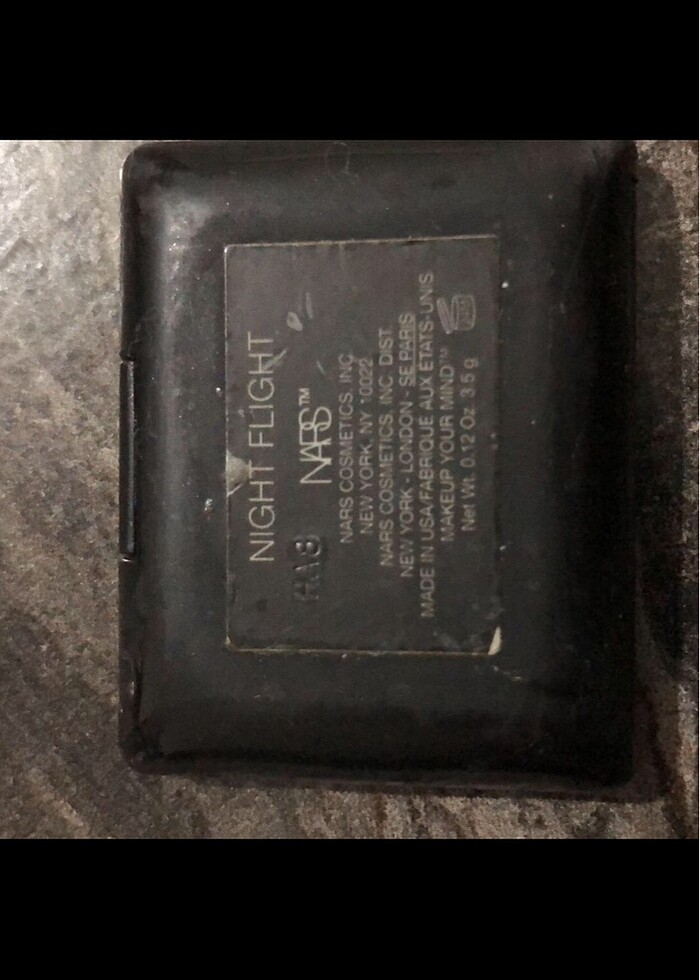 NIGHT FLIGHT
NARS™
NARS COSMETICS, INC.
NEW YORK, NY 10022
NARS COSMETICS, INC. DIST.
NEW YORK - LONDON - SE PARIS
MADE IN USA/FABRIQUE AUX ETATS-UNIS
MAKEUP YOUR MIND™
Net Wt. 0.12 Oz. 3.5 g